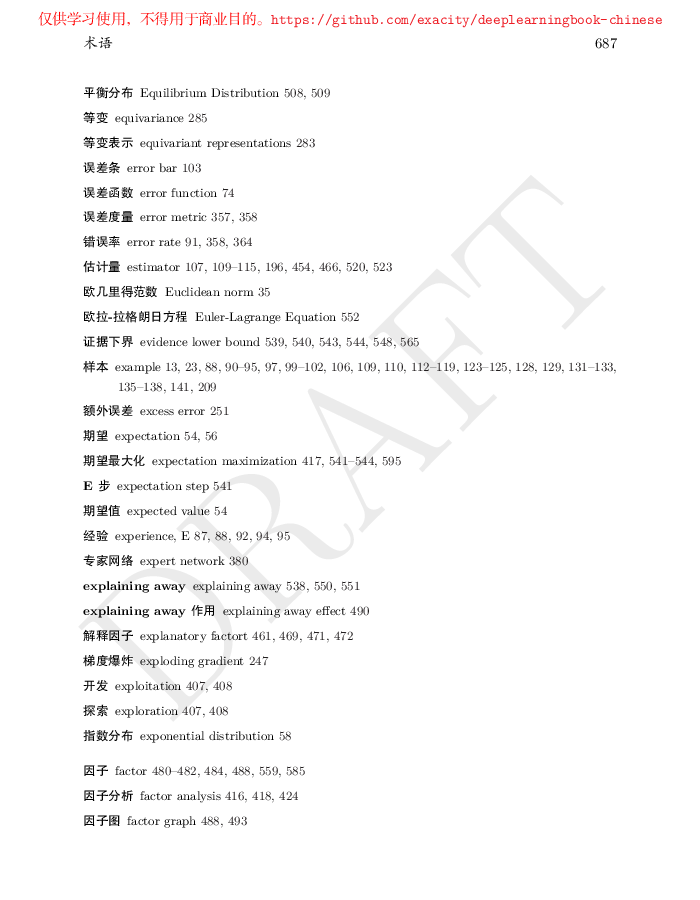 仅供学习使用，不得用于商业目的。https://github.com/exacity/deeplearningbook-chinese
术语 687
平衡分布 Equilibrium Distribution 508, 509
等变 equivariance 285
等变表示 equivariant representations 283
误差条 error bar 103
误差函数 error function 74
误差度量 error metric 357, 358
错误率 error rate 91, 358, 364
估计量 estimator 107, 109–115, 196, 454, 466, 520, 523
欧几里得范数 Euclidean norm 35
欧拉-拉格朗日方程 Euler-Lagrange Equation 552
证据下界 evidence lower bound 539, 540, 543, 544, 548, 565
样本 example 13, 23, 88, 90–95, 97, 99–102, 106, 109, 110, 112–119, 123–125, 128, 129, 131–133,
135–138, 141, 209
额外误差 excess error 251
期望 expectation 54, 56
期望最大化 expectation maximization 417, 541–544, 595
E 步 expectation step 541
期望值 expected value 54
经验 experience, E 87, 88, 92, 94, 95
专家网络 expert network 380
explaining away explaining away 538, 550, 551
explaining away 作用 explaining away effect 490
解释因子 explanatory factort 461, 469, 471, 472
梯度爆炸 exploding gradient 247
开发 exploitation 407, 408
探索 exploration 407, 408
指数分布 exponential distribution 58
因子 factor 480–482, 484, 488, 559, 585
因子分析 factor analysis 416, 418, 424
因子图 factor graph 488, 493
DRAFT